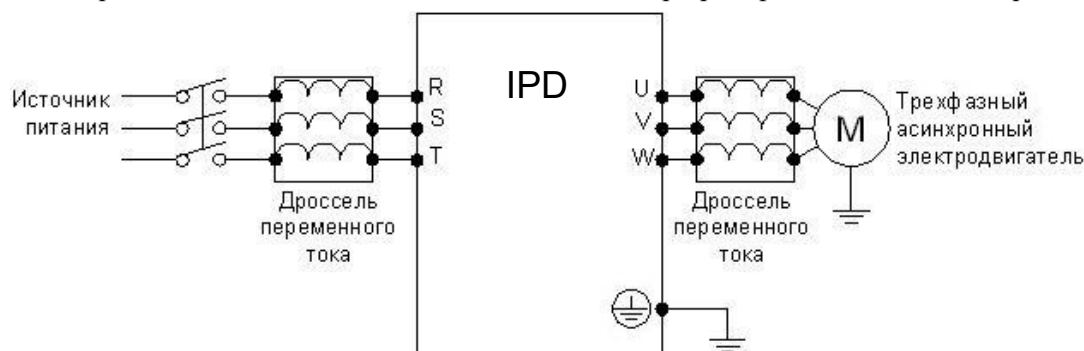 Источник
питания
R
S
T
IPD
U
V
W
M
Трехфазный
асинхронный
электродвигатель
Дроссель
переменного
тока
Дроссель
переменного
тока